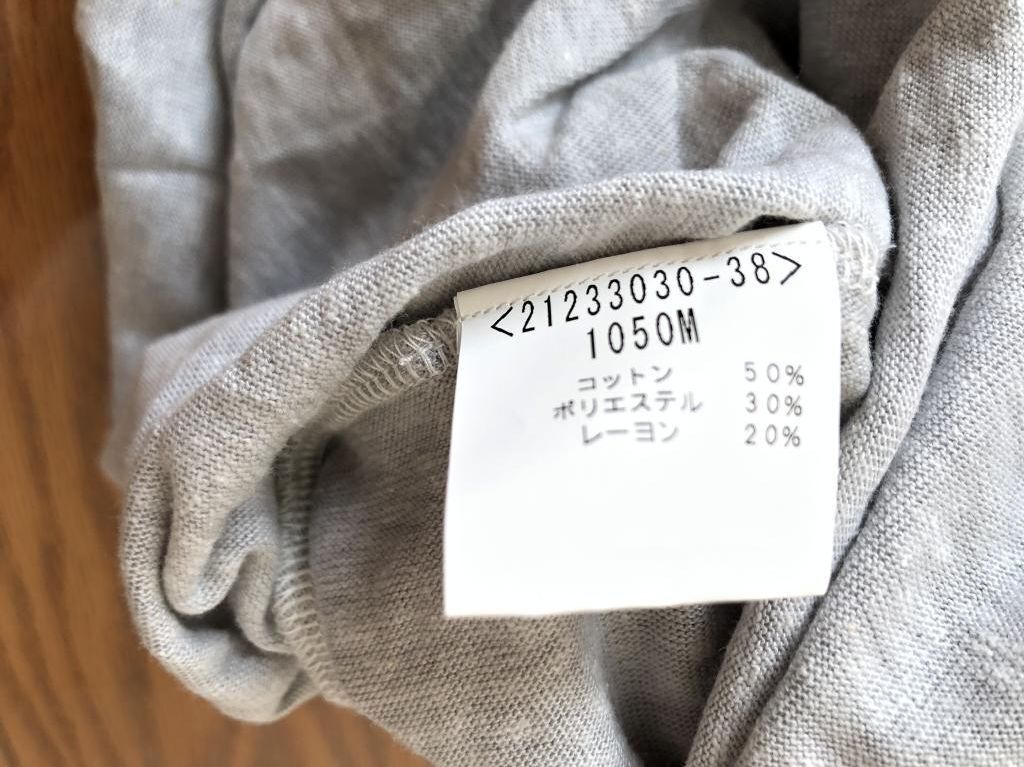 <21233030-38>
1050M
コットン 50%
ポリエステル 30%
レーヨン 20%